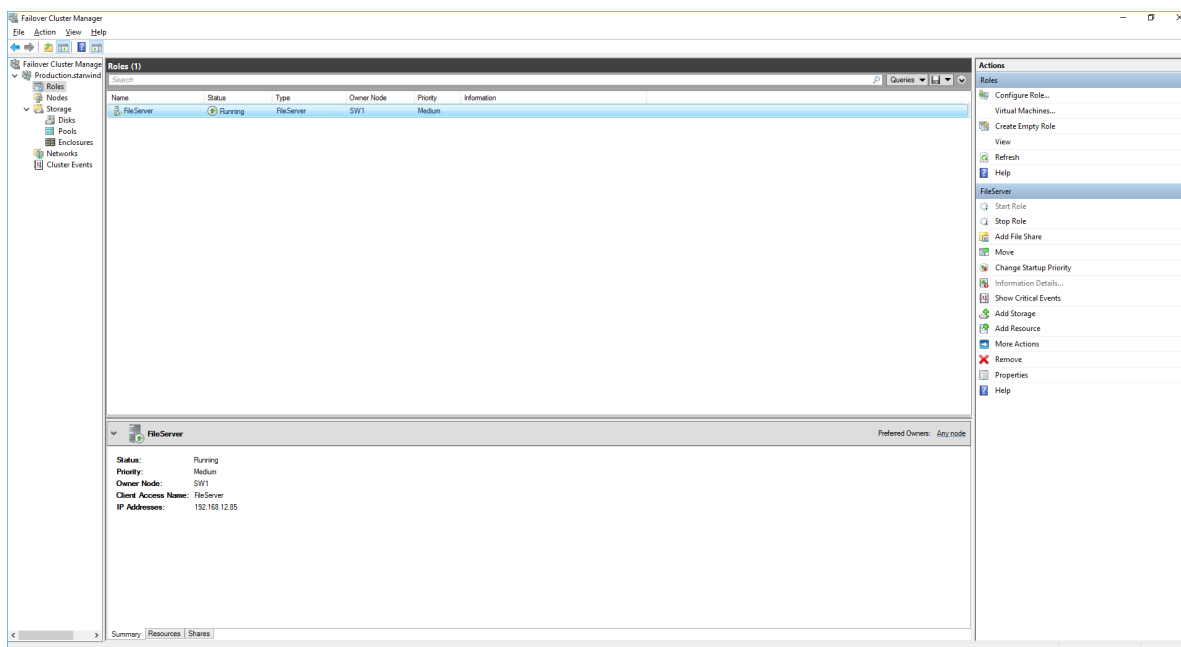 Failover Cluster Manager
File Action View Help
Failover Cluster Manage
Production.starwind
Roles
Nodes
Storage
Disks
Pools
Enclosures
Networks
Cluster Events
Roles (1)
Search
Queries
Name Status Type Owner Node Priority Information
FileServer Running FileServer SW1 Medium
FileServer
Preferred Owners: Any node
Status: Running
Priority: Medium
Owner Node: SW1
Client Access Name: FileServer
IP Addresses: 192.168.12.85
Summary Resources Shares
Actions
Roles
Configure Role...
Virtual Machines...
Create Empty Role
View
Refresh
Help
FileServer
Start Role
Stop Role
Add File Share
Move
Change Startup Priority
Information Details...
Show Critical Events
Add Storage
Add Resource
More Actions
Remove
Properties
Help